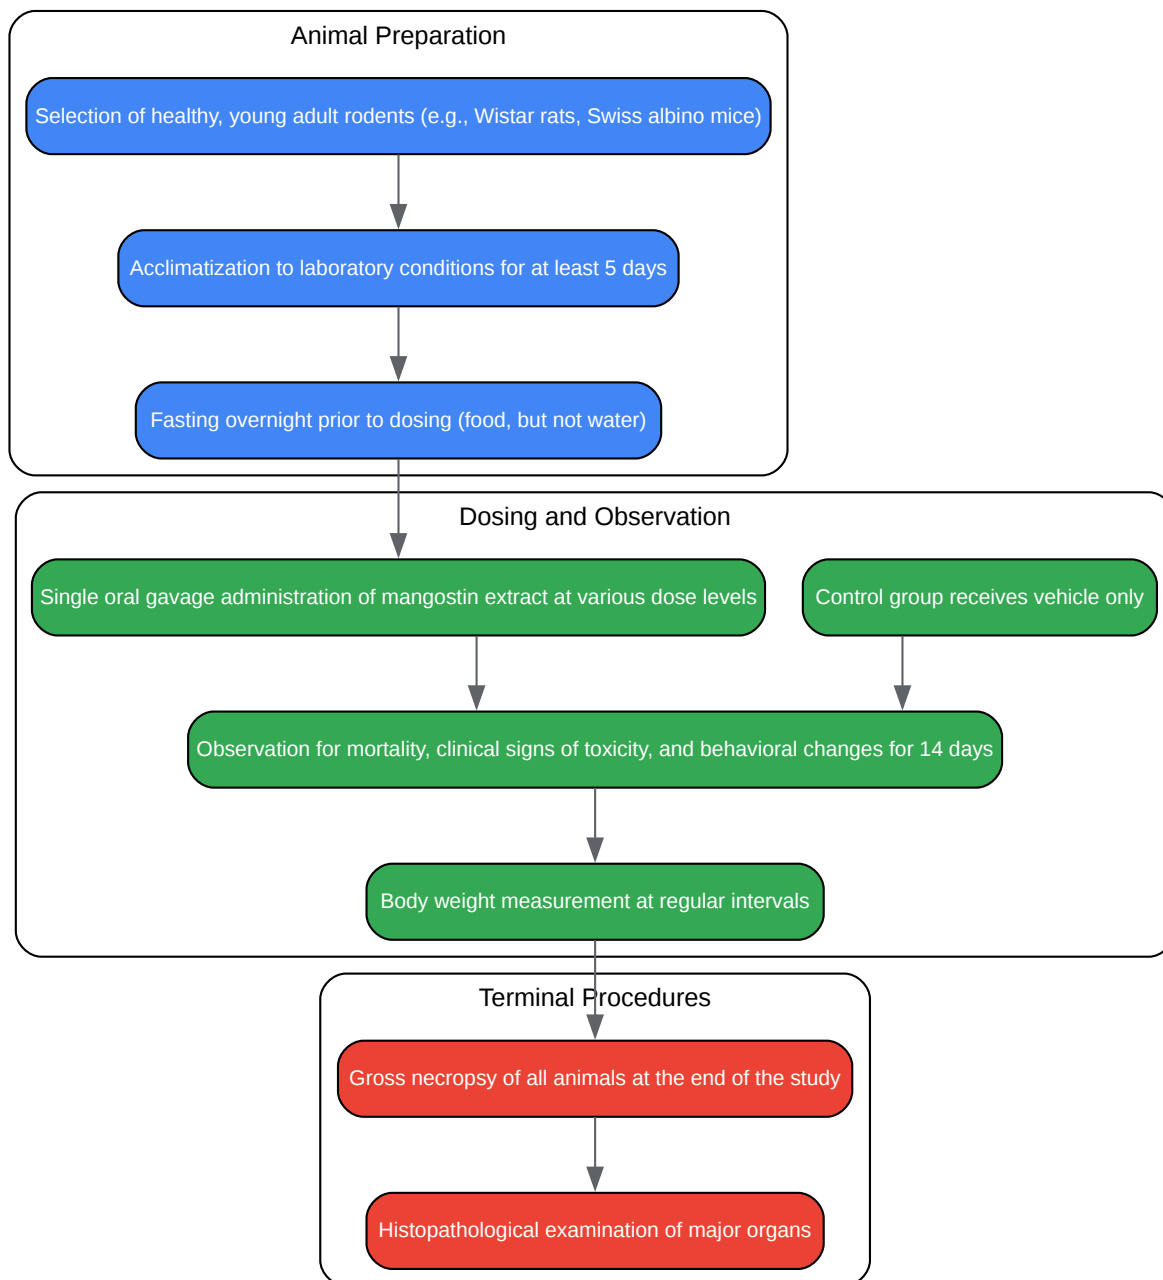 Animal Preparation
Selection of healthy, young adult rodents (e.g., Wistar rats, Swiss albino mice)
Acclimatization to laboratory conditions for at least 5 days
Fasting overnight prior to dosing (food, but not water)
Dosing and Observation
Single oral gavage administration of mangostin extract at various dose levels
Control group receives vehicle only
Observation for mortality, clinical signs of toxicity, and behavioral changes for 14 days
Body weight measurement at regular intervals
Terminal Procedures
Gross necropsy of all animals at the end of the study
Histopathological examination of major organs